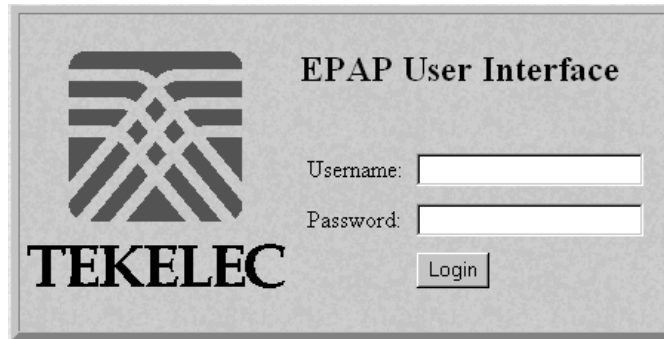 EPAP User Interface
Username:
Password:
Login
TEKELEC